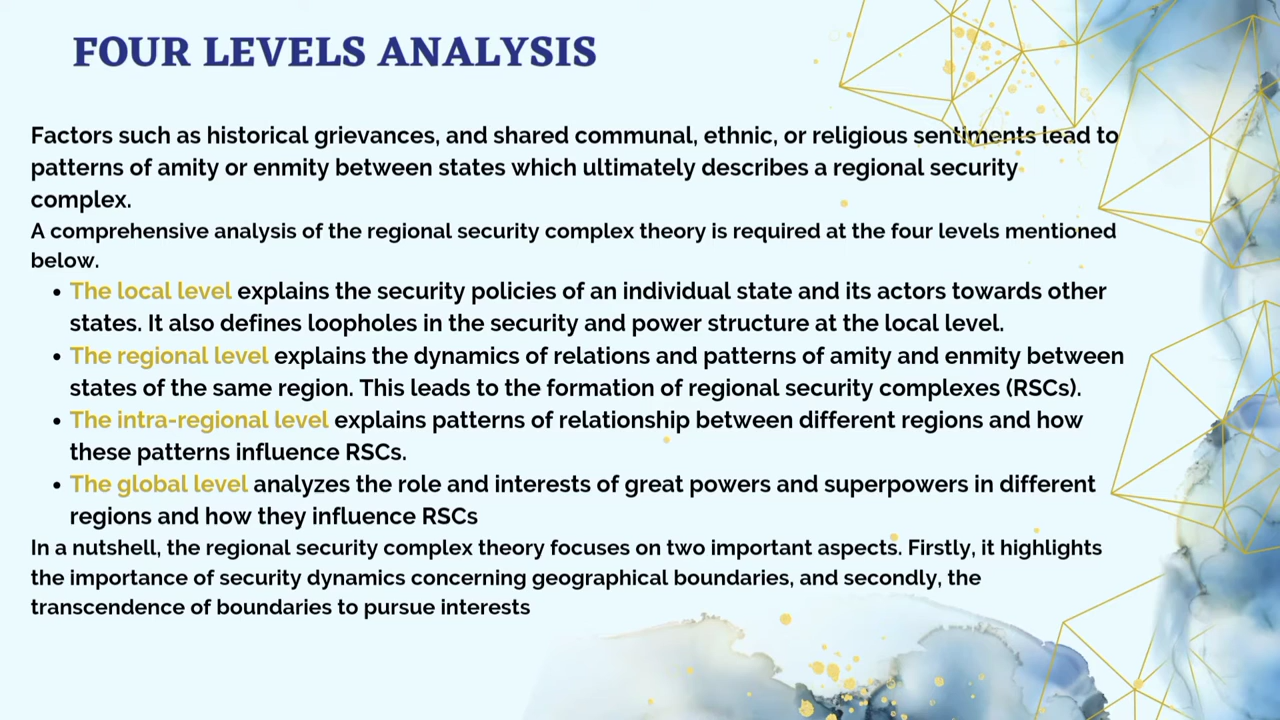 FOUR LEVELS ANALYSIS
Factors such as historical grievances, and shared communal, ethnic, or religious sentiments lead to
patterns of amity or enmity between states which ultimately describes a regional security
complex.
A comprehensive analysis of the regional security complex theory is required at the four levels mentioned
below.
• The local level explains the security policies of an individual state and its actors towards other
states. It also defines loopholes in the security and power structure at the local level.
• The regional level explains the dynamics of relations and patterns of amity and enmity between
states of the same region. This leads to the formation of regional security complexes (RSCs).
• The intra-regional level explains patterns of relationship between different regions and how
these patterns influence RSCs.
• The global level analyzes the role and interests of great powers and superpowers in different
regions and how they influence RSCs
In a nutshell, the regional security complex theory focuses on two important aspects. Firstly, it highlights
the importance of security dynamics concerning geographical boundaries, and secondly, the
transcendence of boundaries to pursue interests